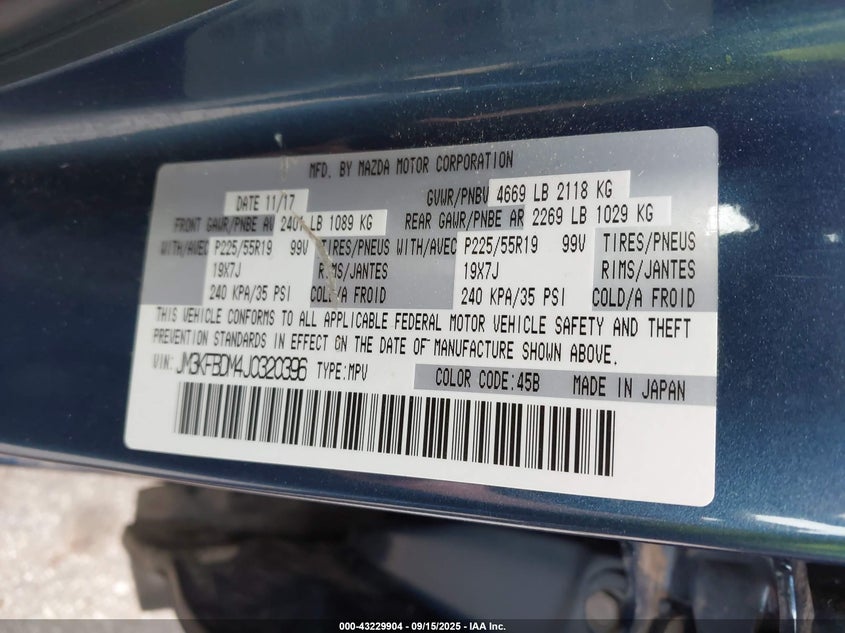 MFD. BY MAZDA MOTOR CORPORATION
DATE 11/17 GVWR/PNBV 4669 LB 2118 KG
FRONT GAWR/PNBE AV LB 1089 KG REAR GAWR/PNBE AR 2269 LB 1029 KG
WITH/AVEC P225/55R19 99V TIRES/PNEUS WITH/AVEC P225/55R19 99V TIRES/PNEUS
19X7J RIMS/JANTES 19X7J RIMS/JANTES
240 KPA/35 PSI COLD/A FROID 240 KPA/35 PSI COLD/A FROID
THIS VEHICLE CONFORMS TO ALL APPLICABLE FEDERAL MOTOR VEHICLE SAFETY AND THEFT
PREVENTION STANDARDS IN EFFECT ON THE DATE OF MANUFACTURE SHOWN ABOVE.
VIN: JM3KFBDM4J0320396 TYPE:MPV COLOR CODE:45B MADE IN JAPAN
000-43229904 - 09/15/2025 - IAA Inc.